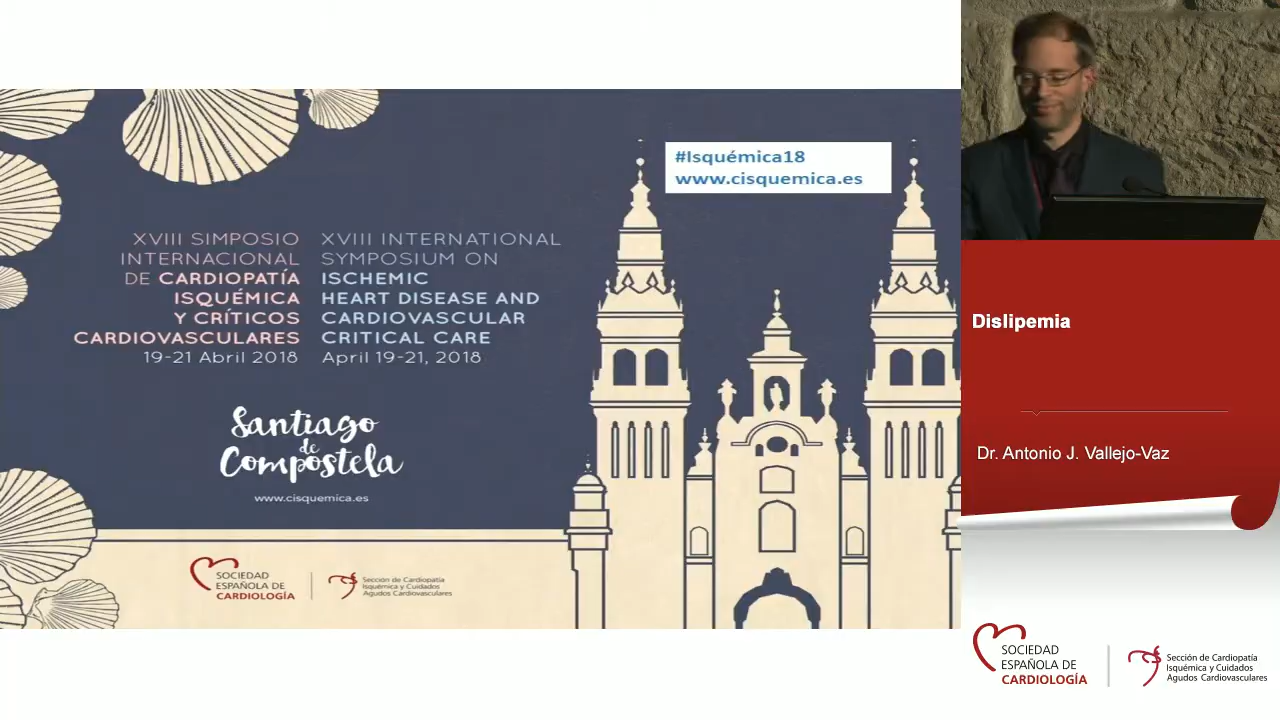 #Isquémica18
www.cisquemica.es
XVIII SIMPOSIO
INTERNACIONAL
DE CARDIOPATÍA
ISQUÉMICA
Y CRÍTICOS
CARDIOVASCULARES
19-21 Abril 2018
XVIII INTERNATIONAL
SYMPOSIUM ON
ISCHEMIC
HEART DISEASE AND
CARDIOVASCULAR
CRITICAL CARE
April 19-21, 2018
Santiago
de
Compostela
www.cisquemica.es
SOCIEDAD
ESPAÑOLA DE
CARDIOLOGÍA
Sección de Cardiopatía
Isquémica y Cuidados
Agudos Cardiovasculares
Dislipemia
Dr. Antonio J. Vallejo-Vaz
SOCIEDAD
ESPAÑOLA DE
CARDIOLOGÍA
Sección de Cardiopatía
Isquémica y Cuidados
Agudos Cardiovasculares